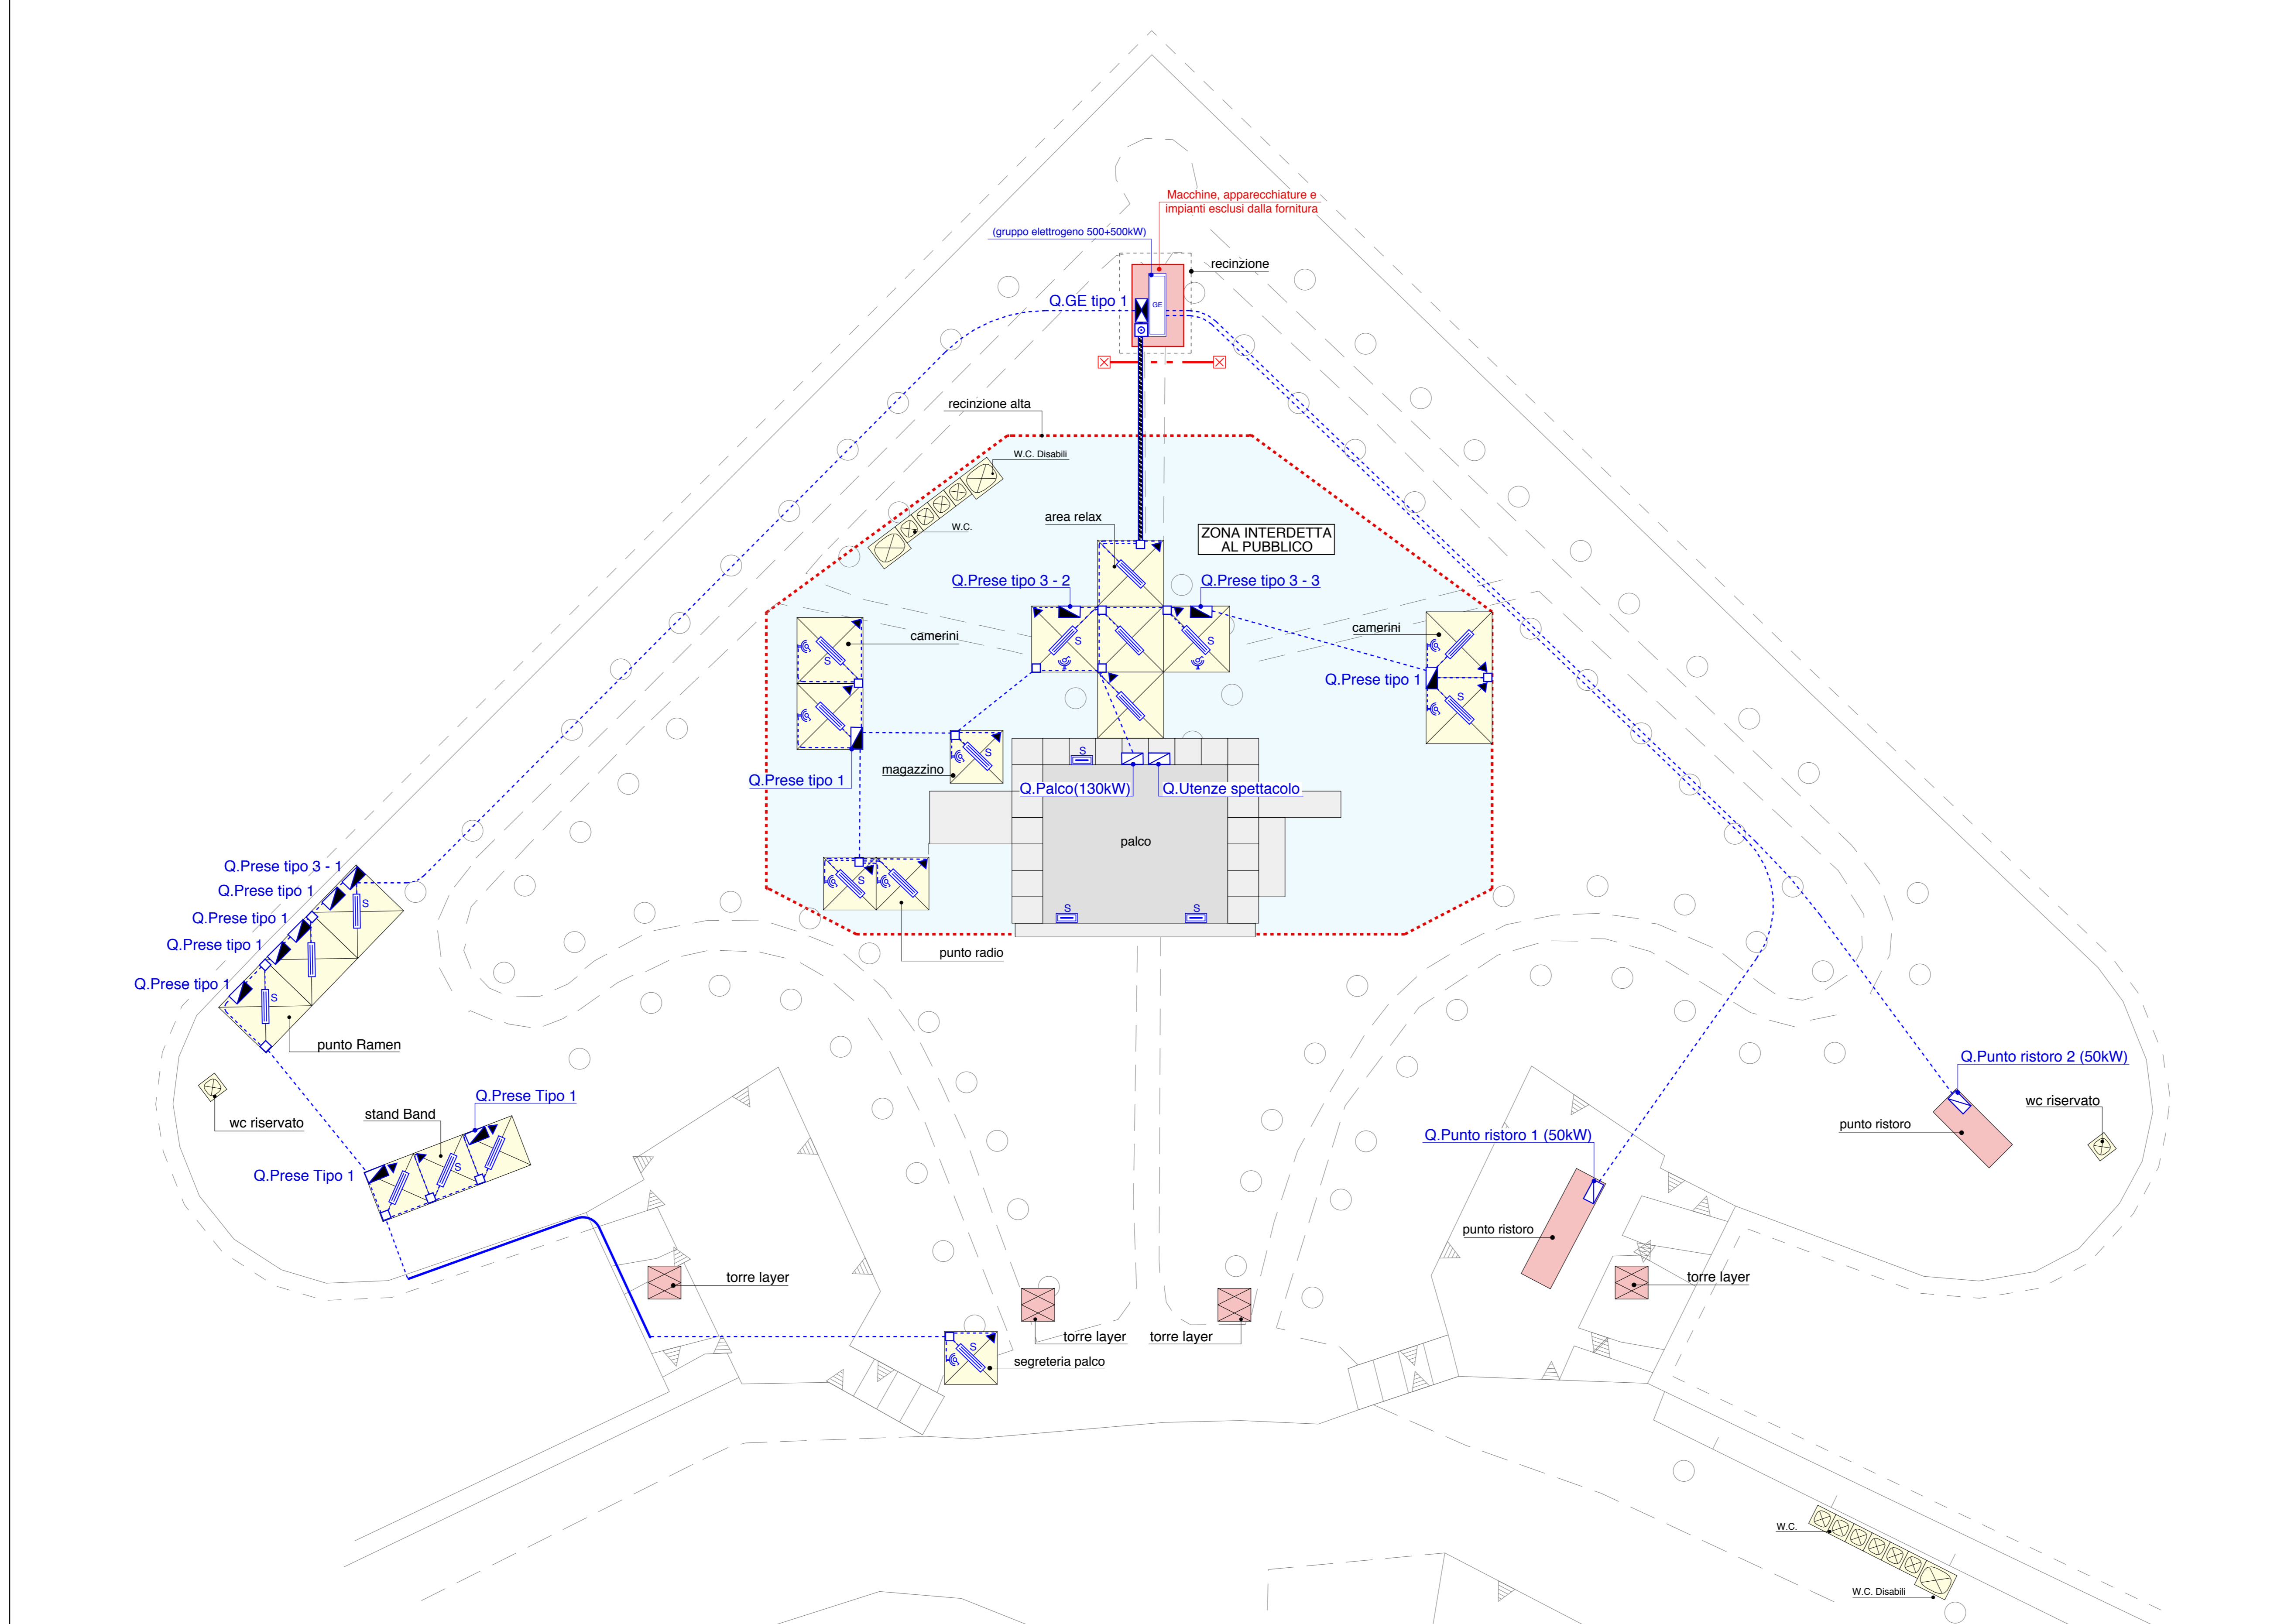 Macchine, apparecchiature e
impianti esclusi dalla fornitura
(gruppo elettrogeno 500+500kW)
recinzione
Q.GE tipo 1
GE
recinzione alta
W.C. Disabili
W.C.
area relax
ZONA INTERDETTA
AL PUBBLICO
Q.Prese tipo 3 - 2
Q.Prese tipo 3 - 3
camerini
S
S
S
camerini
Q.Prese tipo 1
S
S
magazzino
S
Q.Prese tipo 1
Q.Palco(130kW)
Q.Utenze spettacolo
palco
Q.Prese tipo 3 - 1
Q.Prese tipo 1
Q.Prese tipo 1
Q.Prese tipo 1
Q.Prese tipo 1
S
S
S
S
S
punto radio
punto Ramen
Q.Punto ristoro 2 (50kW)
Q.Prese Tipo 1
stand Band
wc riservato
wc riservato
punto ristoro
Q.Punto ristoro 1 (50kW)
Q.Prese Tipo 1
S
punto ristoro
torre layer
torre layer
torre layer
torre layer
S
segreteria palco
W.C.
W.C. Disabili